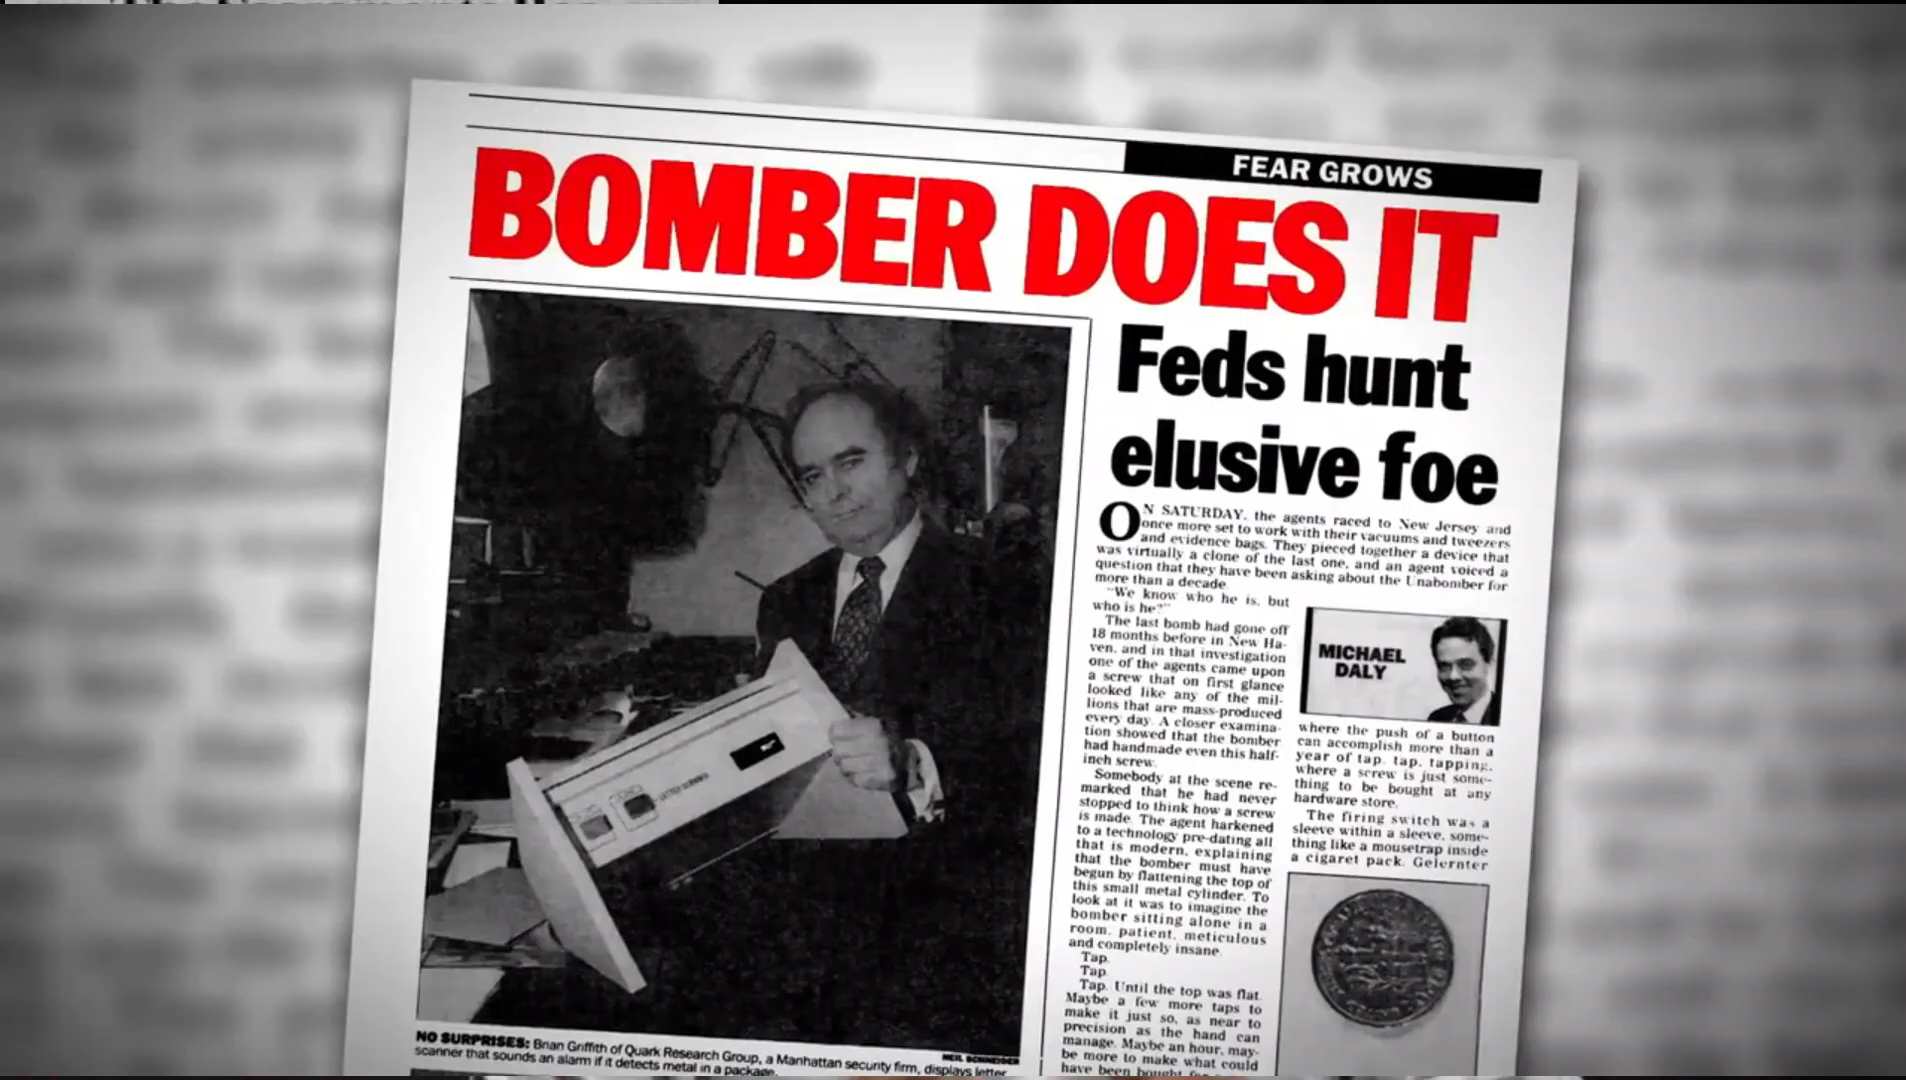 FEAR GROWS
BOMBER DOES IT
Feds hunt
elusive foe
ON SATURDAY, the agents raced to New Jersey and
once more set to work with their vacuums and tweezers
and evidence bags. They pieced together a device that
was virtually a clone of the last one, and an agent voiced a
question that they have been asking about the Unabomber for
more than a decade.
"We know who he is, but
who is he?"
The last bomb had gone off
18 months before in New Ha-
ven, and in that investigation
one of the agents came upon
a screw that on first glance
looked like any of the mil-
lions that are mass-produced
every day. A closer examina-
tion showed that the bomber
had handmade even this half-
inch screw.
Somebody at the scene re-
marked that he had never
stopped to think how a screw
is made. The agent harkened
to a technology pre-dating all
that is modern, explaining
that the bomber must have
begun by flattening the top of
this small metal cylinder. To
look at it was to imagine the
bomber sitting alone in a
room, patient, meticulous
and completely insane.
Tap.
Tap.
Tap. Until the top was flat.
Maybe a few more taps to
make it just so, as near to
precision as the hand can
manage. Maybe an hour, may-
be more to make what could
have been bought
MICHAEL
DALY
where the push of a button
can accomplish more than a
year of tap, tap, tapping,
where a screw is just some-
thing to be bought at any
hardware store.
The firing switch was a
sleeve within a sleeve, some-
thing like a mousetrap inside
a cigaret pack. Gelernter
LETTER SCANNER
NEIL SCHNEIDER
NO SURPRISES: Brian Griffith of Quark Research Group, a Manhattan security firm, displays letter
scanner that sounds an alarm if it detects metal in a package.